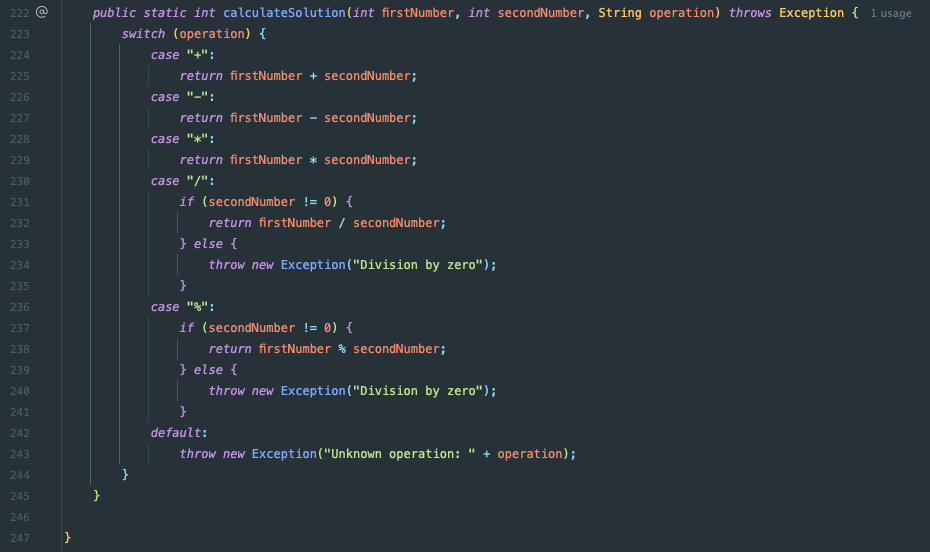 222 @ public static int calculateSolution(int firstNumber, int secondNumber, String operation) throws Exception { 1 usage
223 switch (operation) {
224 case "+":
225 return firstNumber + secondNumber;
226 case "-":
227 return firstNumber - secondNumber;
228 case "*":
229 return firstNumber * secondNumber;
230 case "/":
231 if (secondNumber != 0) {
232 return firstNumber / secondNumber;
233 } else {
234 throw new Exception("Division by zero");
235 }
236 case "%":
237 if (secondNumber != 0) {
238 return firstNumber % secondNumber;
239 } else {
240 throw new Exception("Division by zero");
241 }
242 default:
243 throw new Exception("Unknown operation: " + operation);
244 }
245 }
246
247 }